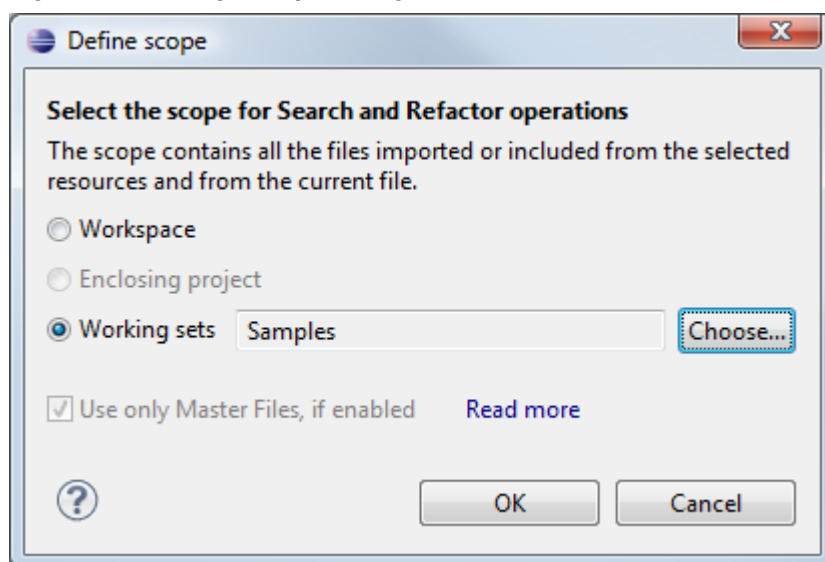 Define scope
Select the scope for Search and Refactor operations
The scope contains all the files imported or included from the selected
resources and from the current file.
Workspace
Enclosing project
Working sets Samples Choose...
Use only Master Files, if enabled Read more
OK Cancel